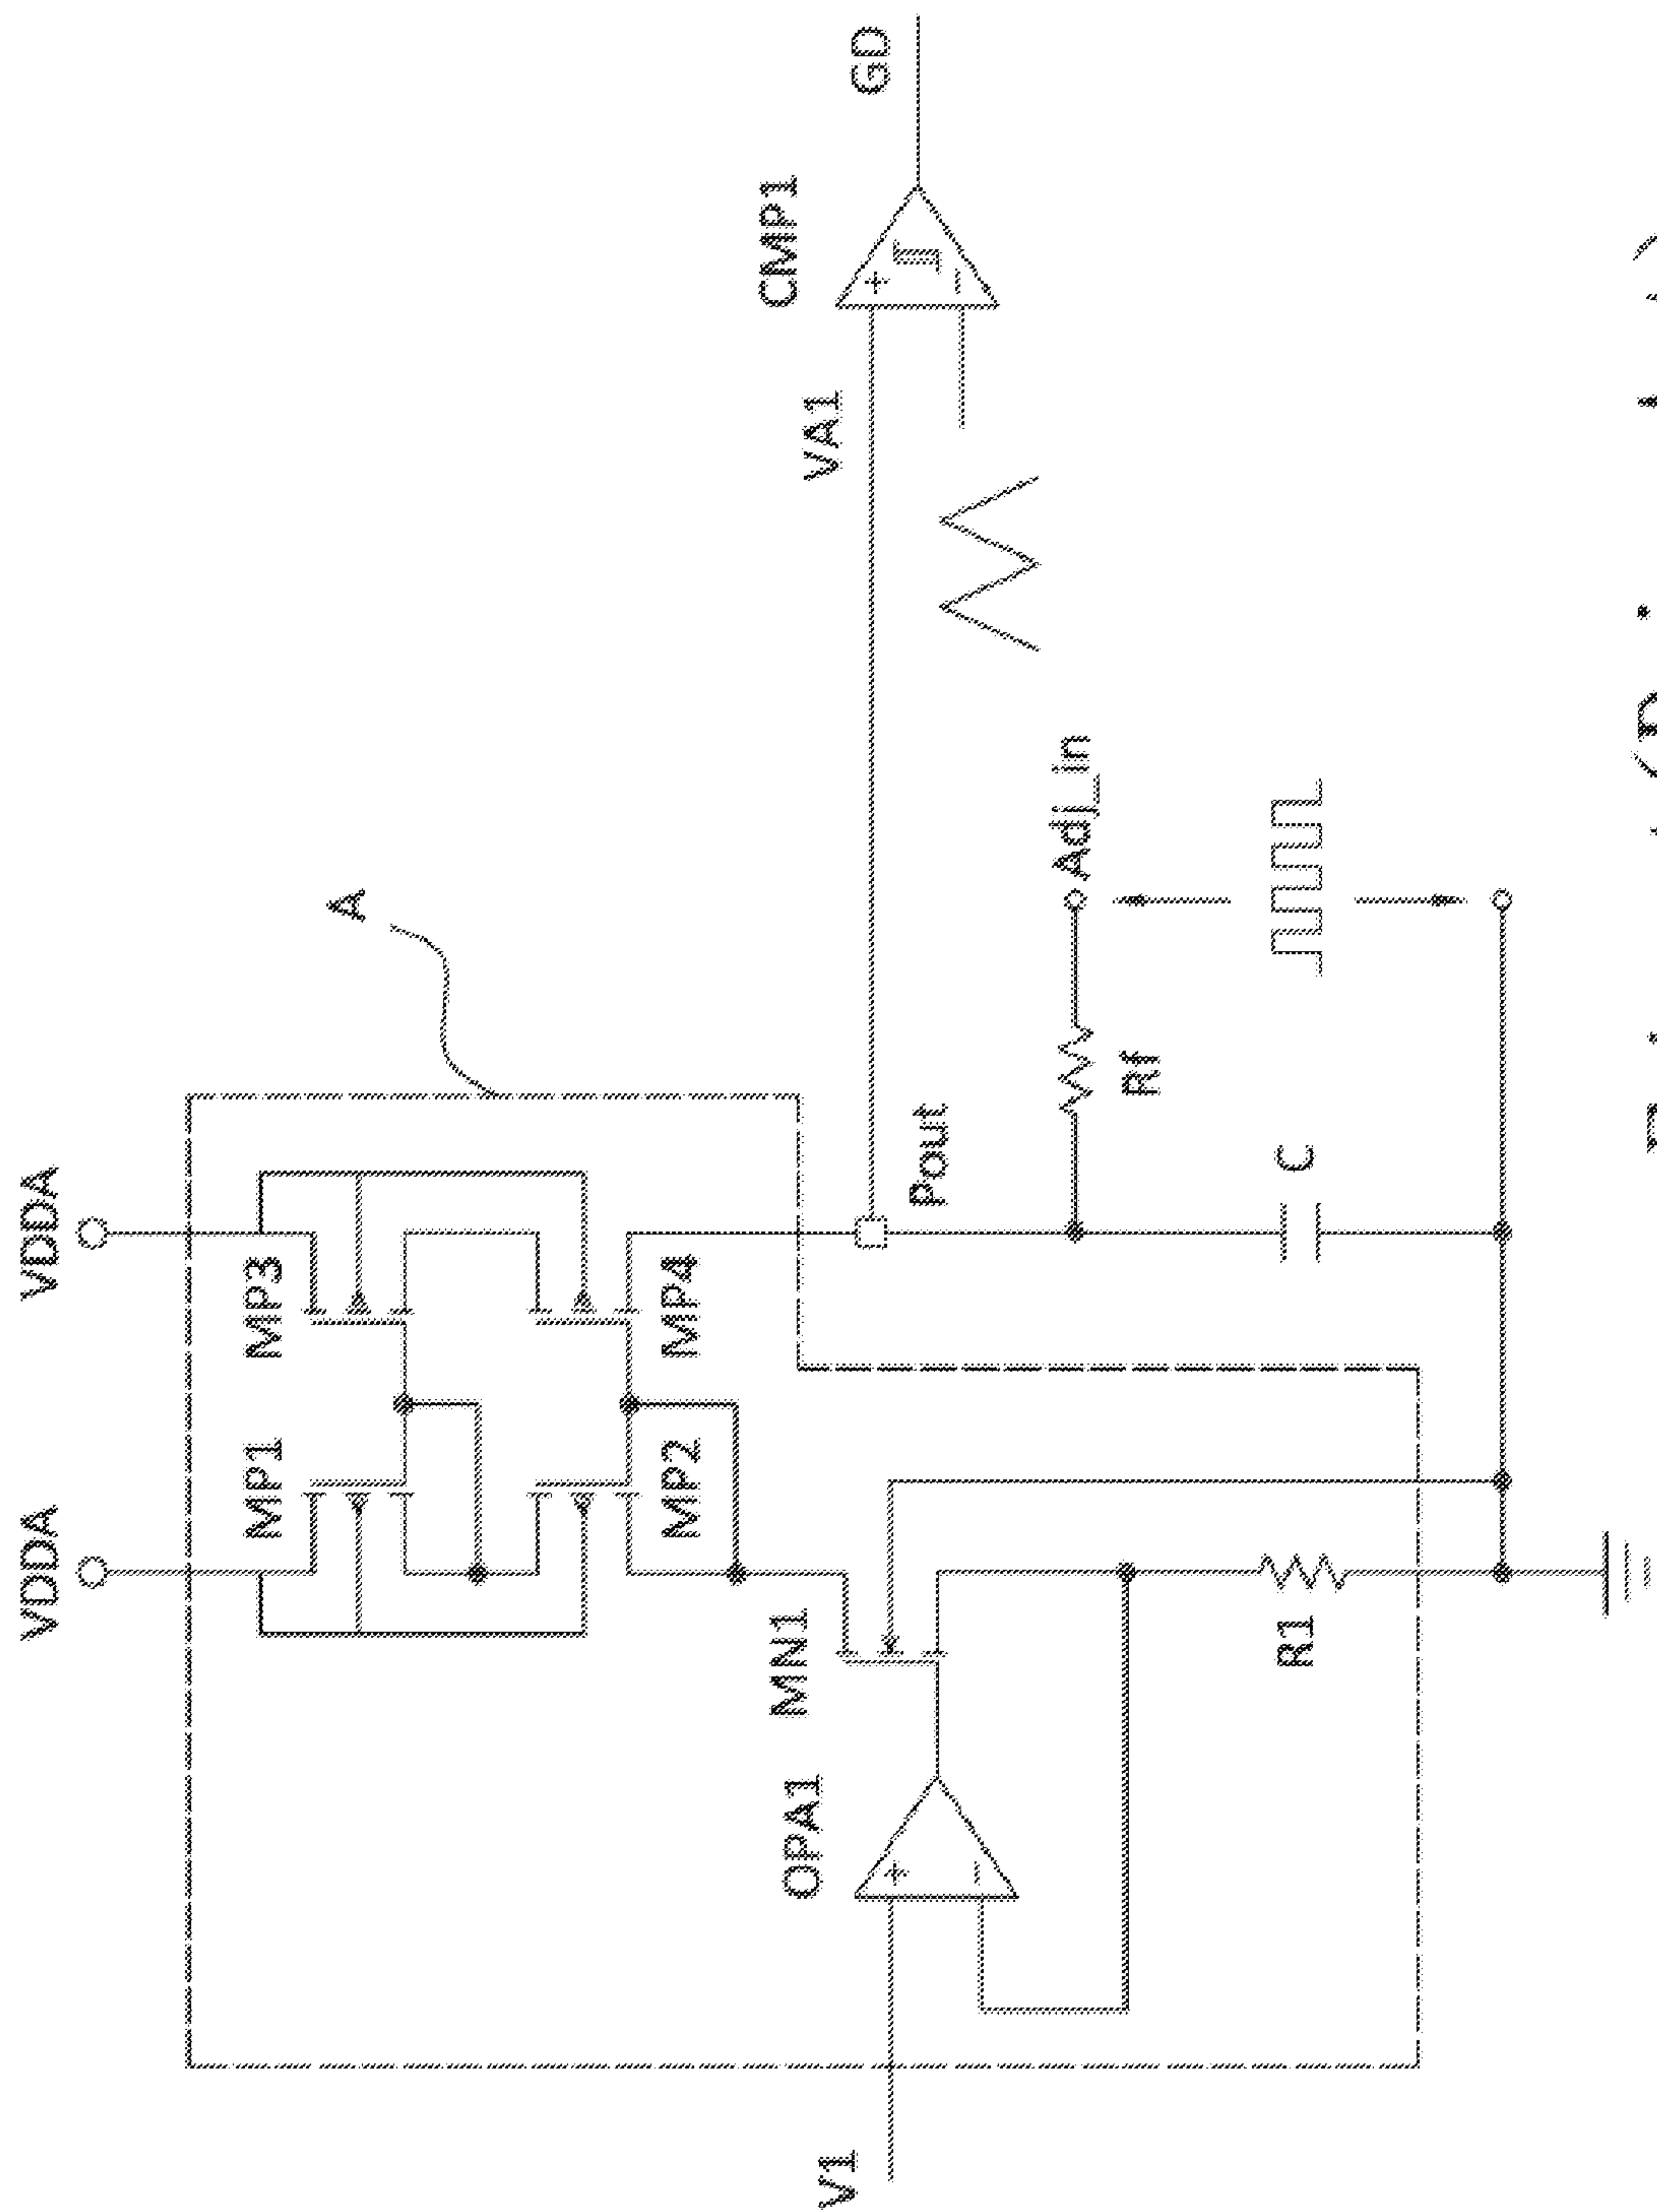 VDDA
VDDA
MP1
MP3
MP2
MP4
A
V1
OPA1
+
−
MN1
R1
Pout
Rf
Adj_in
C
VA1
CMP1
+
−
GD